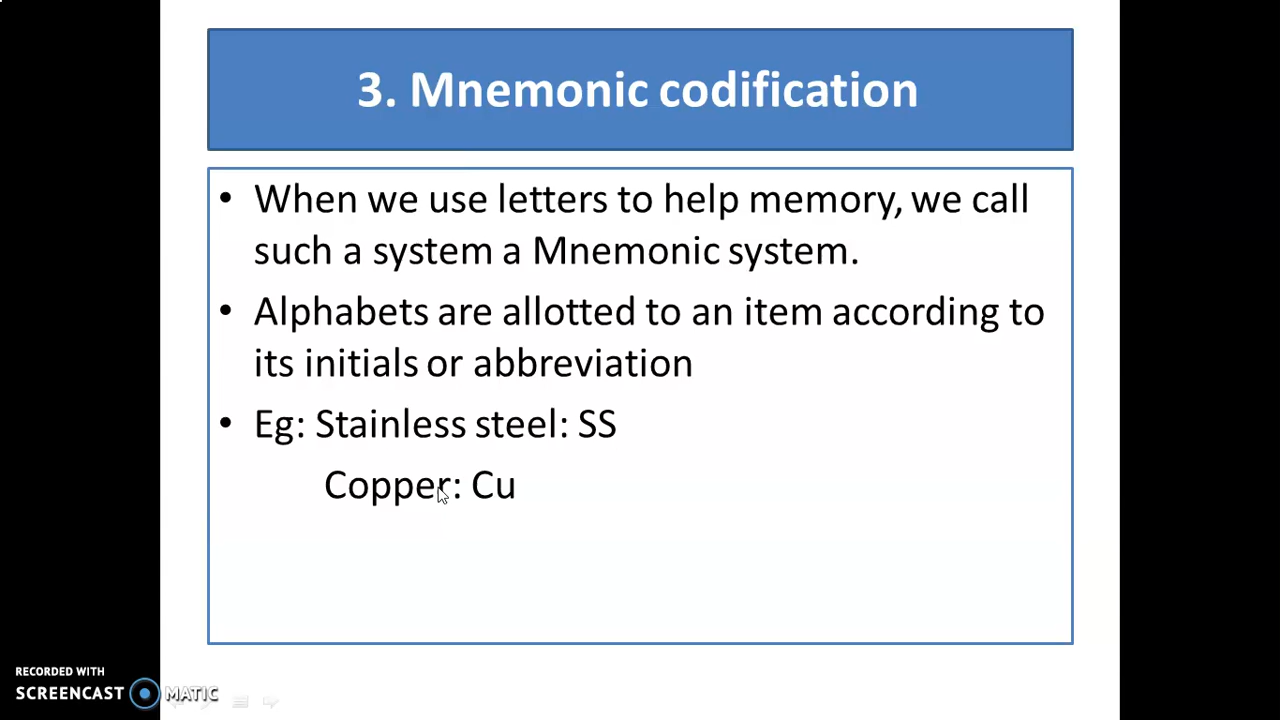 3. Mnemonic codification
• When we use letters to help memory, we call
such a system a Mnemonic system.
• Alphabets are allotted to an item according to
its initials or abbreviation
• Eg: Stainless steel: SS
Copper: Cu
RECORDED WITH
SCREENCAST MATIC